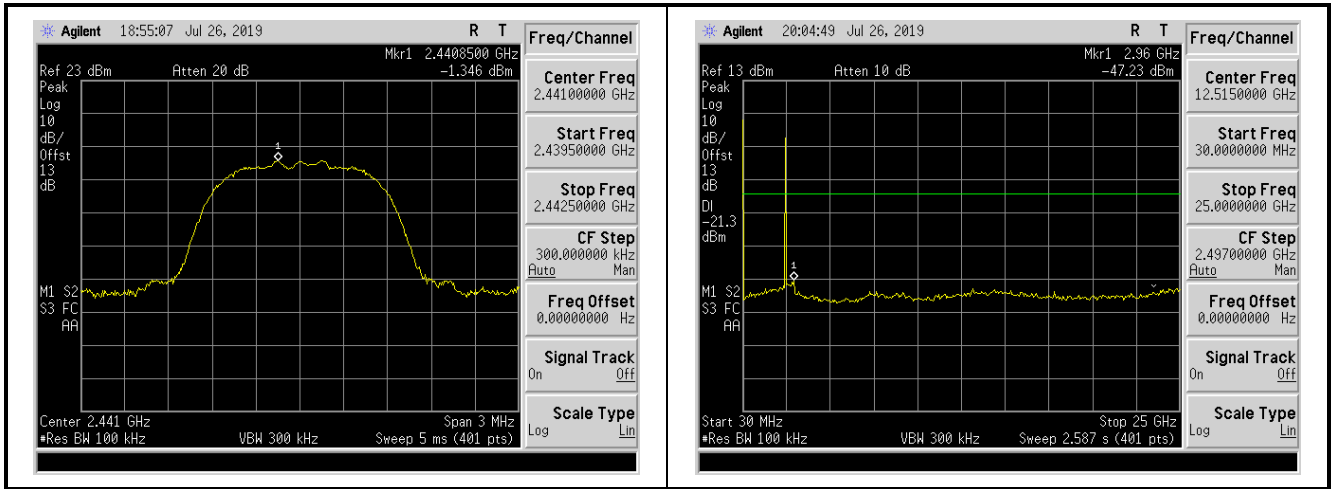 Agilent 18:55:07 Jul 26, 2019 R T
Mkr1 2.4408500 GHz
Ref 23 dBm Atten 20 dB -1.346 dBm
Peak
Log
10
dB/
Offst
13
dB
1
M1 S2
S3 FC
AA
Center 2.441 GHz Span 3 MHz
#Res BW 100 kHz VBW 300 kHz Sweep 5 ms (401 pts)
Freq/Channel
Center Freq
2.44100000 GHz
Start Freq
2.43950000 GHz
Stop Freq
2.44250000 GHz
CF Step
300.000000 kHz
Auto Man
Freq Offset
0.00000000 Hz
Signal Track
On Off
Scale Type
Log Lin
Agilent 20:04:49 Jul 26, 2019 R T
Mkr1 2.96 GHz
Ref 13 dBm Atten 10 dB -47.23 dBm
Peak
Log
10
dB/
Offst
13
dB
DI
-21.3
dBm
1
M1 S2
S3 FC
AA
Start 30 MHz Stop 25 GHz
#Res BW 100 kHz VBW 300 kHz Sweep 2.587 s (401 pts)
Freq/Channel
Center Freq
12.5150000 GHz
Start Freq
30.0000000 MHz
Stop Freq
25.0000000 GHz
CF Step
2.49700000 GHz
Auto Man
Freq Offset
0.00000000 Hz
Signal Track
On Off
Scale Type
Log Lin